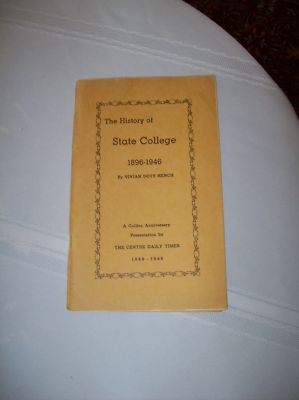 The History of
State College
1896-1946
By VIVIAN DOTY HENCH
A Golden Anniversary
Presentation by
THE CENTRE DAILY TIMES
1896 - 1946